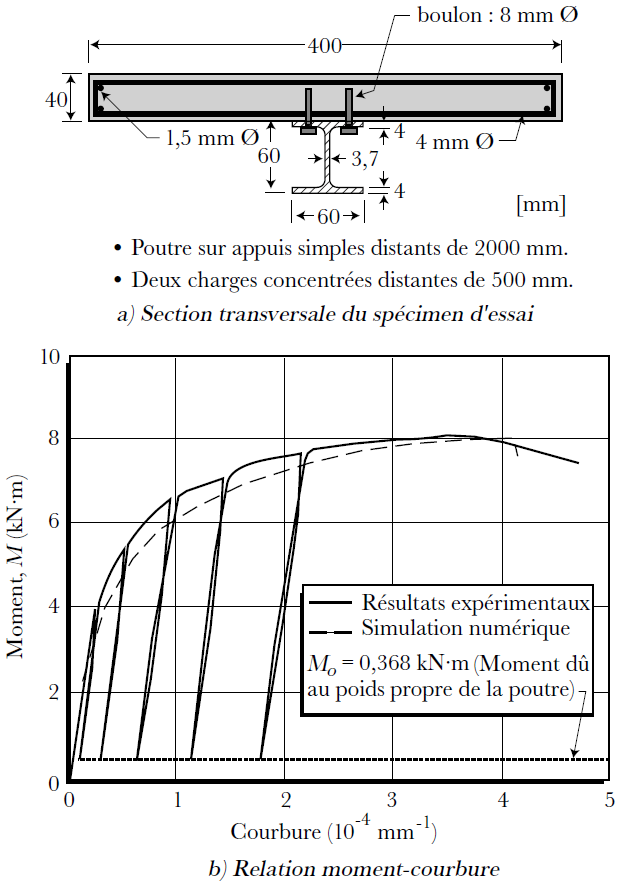 boulon : 8 mm Ø
400
40
1,5 mm Ø
60
4
4 mm Ø
3,7
4
60
[mm]
• Poutre sur appuis simples distants de 2000 mm.
• Deux charges concentrées distantes de 500 mm.
a) Section transversale du spécimen d'essai
10
8
6
4
2
0
Moment, M (kN·m)
Résultats expérimentaux
Simulation numérique
Mo = 0,368 kN·m (Moment dû
au poids propre de la poutre)
0 1 2 3 4 5
Courbure (10-4 mm-1)
b) Relation moment-courbure